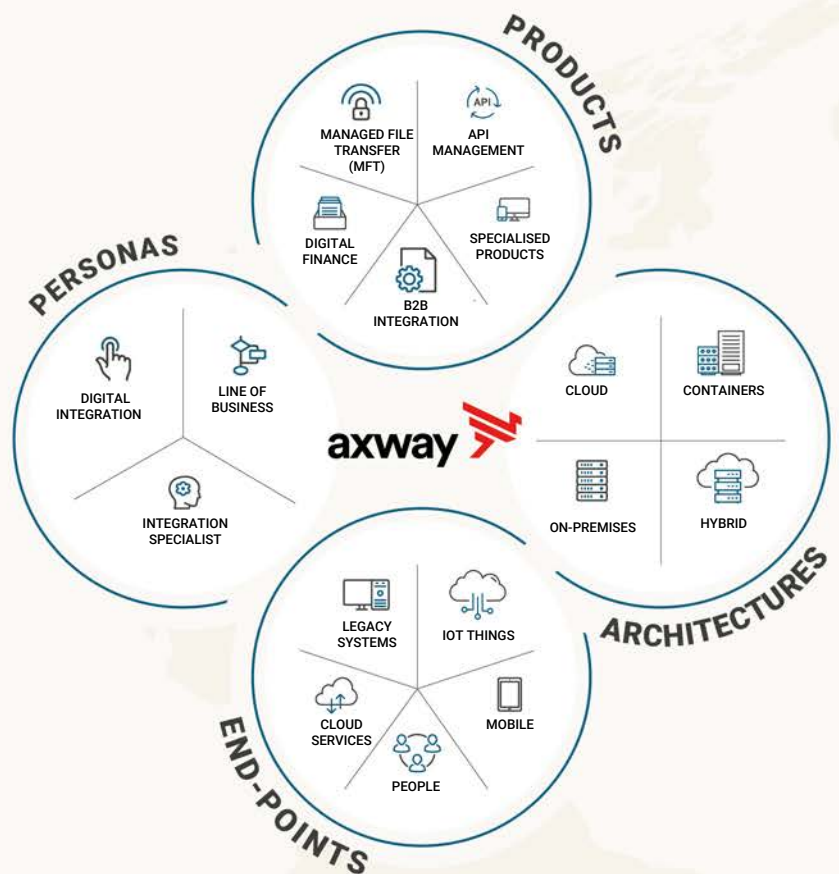 PRODUCTS
MANAGED FILE
TRANSFER
(MFT)
API
API
MANAGEMENT
DIGITAL
FINANCE
SPECIALISED
PRODUCTS
B2B
INTEGRATION
PERSONAS
DIGITAL
INTEGRATION
LINE OF
BUSINESS
INTEGRATION
SPECIALIST
axway
CLOUD
CONTAINERS
ON-PREMISES
HYBRID
ARCHITECTURES
LEGACY
SYSTEMS
IOT THINGS
CLOUD
SERVICES
MOBILE
PEOPLE
END-POINTS